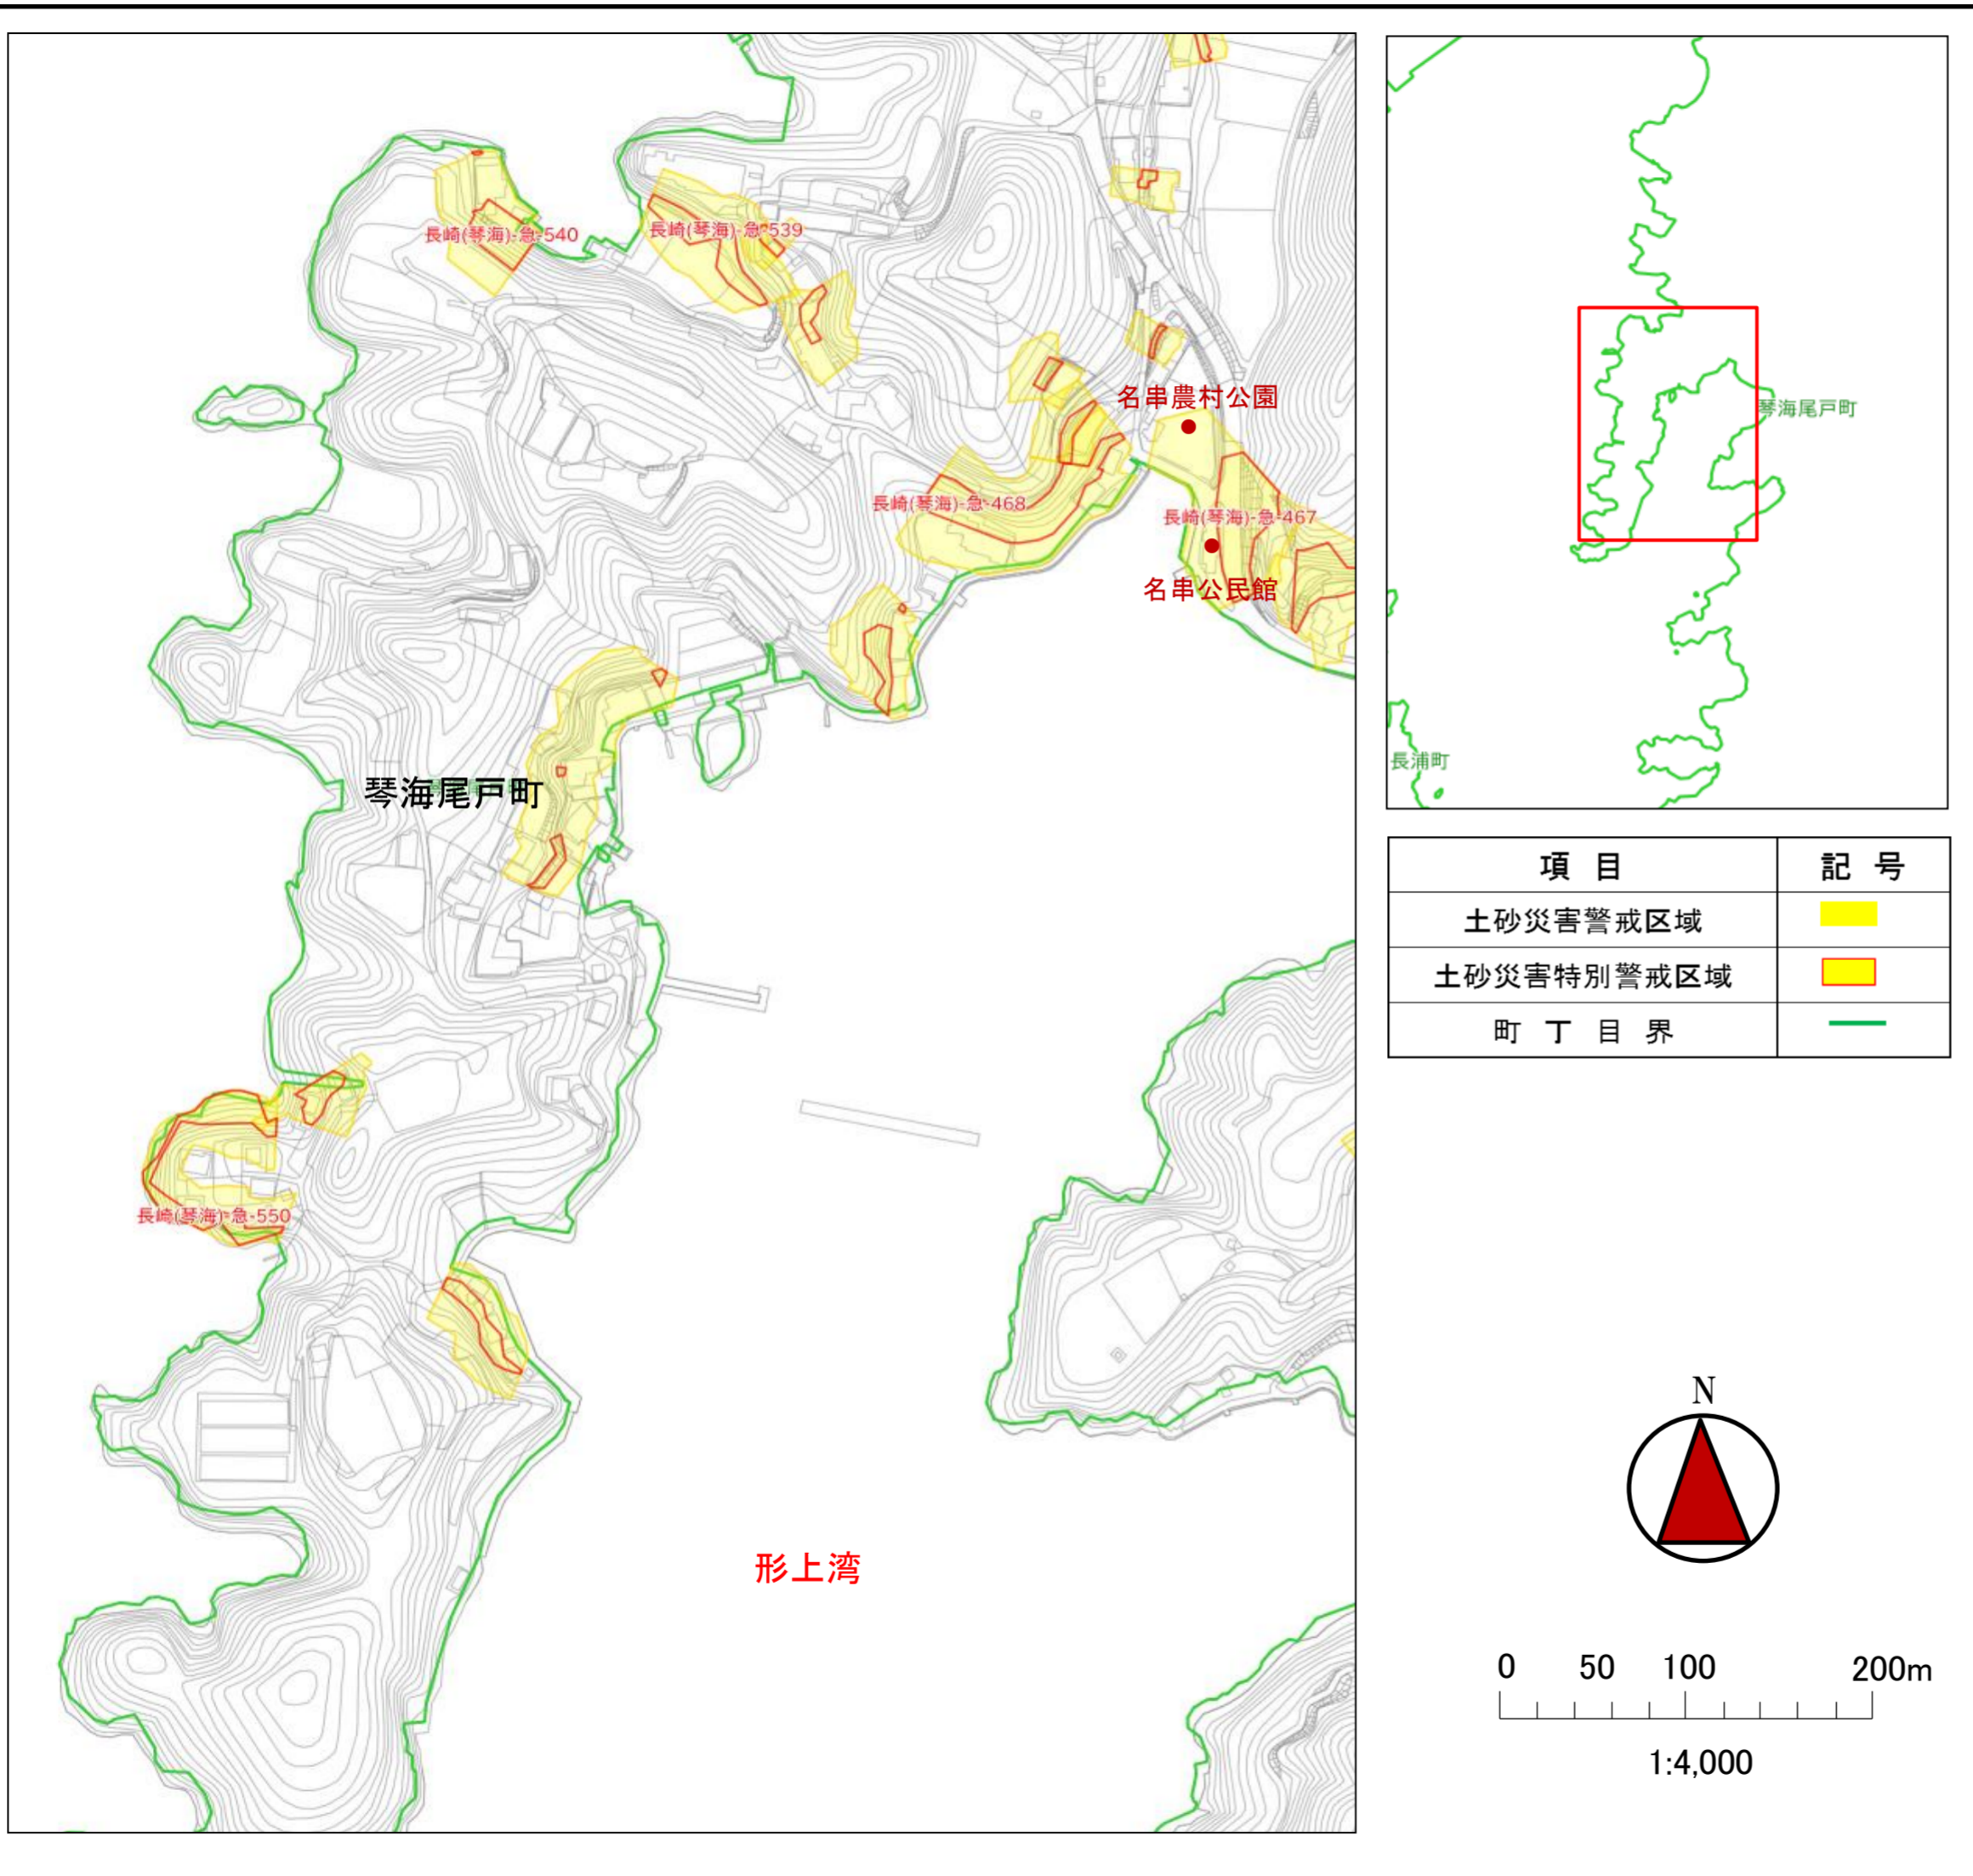 長崎(琴海)-急-540
長崎(琴海)-急-539
名串農村公園
長崎(琴海)-急-468
長崎(琴海)-急-467
名串公民館
琴海尾戸町
長崎(琴海)-急-550
形上湾
琴海尾戸町
長浦町
項 目 記 号
土砂災害警戒区域
土砂災害特別警戒区域
町 丁 目 界
N
0 50 100 200m
1:4,000